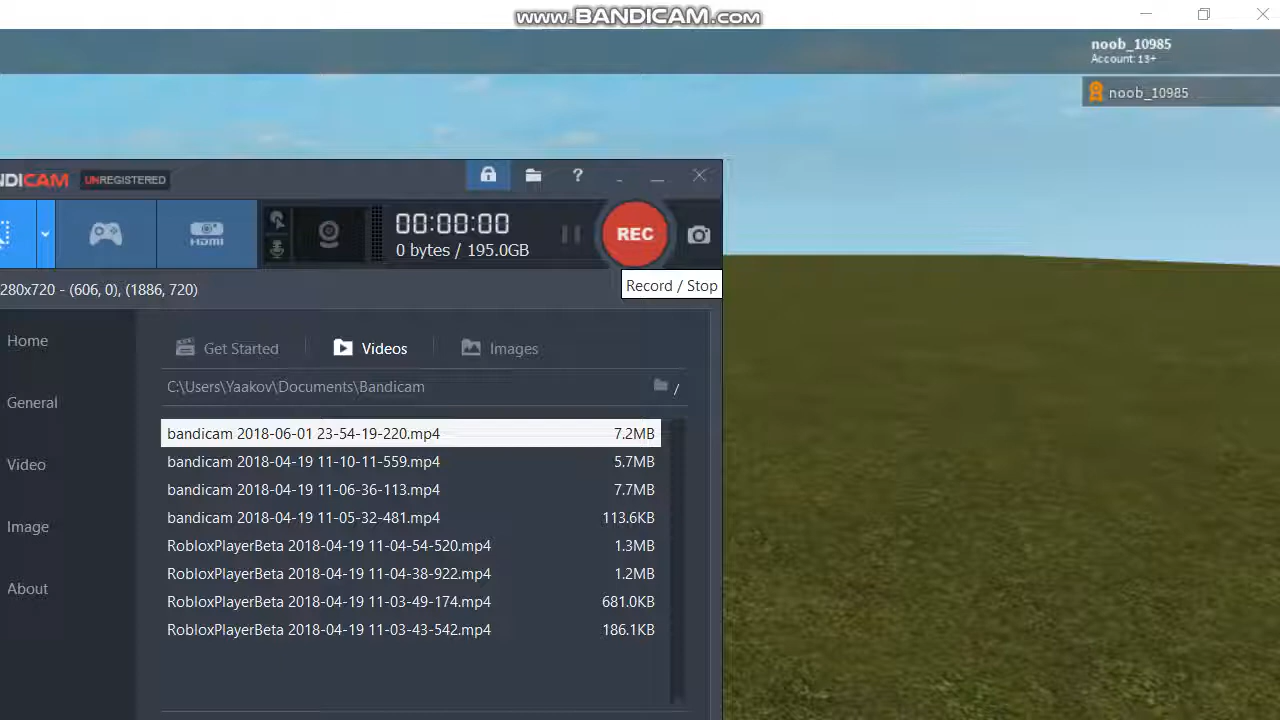 www.BANDICAM.com
noob_10985
Account: 13+
noob_10985
NDICAM UNREGISTERED
?
HDMI
00:00:00
0 bytes / 195.0GB
REC
Record / Stop
280x720 - (606, 0), (1886, 720)
Home
General
Video
Image
About
Get Started
Videos
Images
C:\Users\Yaakov\Documents\Bandicam
/
bandicam 2018-06-01 23-54-19-220.mp4 7.2MB
bandicam 2018-04-19 11-10-11-559.mp4 5.7MB
bandicam 2018-04-19 11-06-36-113.mp4 7.7MB
bandicam 2018-04-19 11-05-32-481.mp4 113.6KB
RobloxPlayerBeta 2018-04-19 11-04-54-520.mp4 1.3MB
RobloxPlayerBeta 2018-04-19 11-04-38-922.mp4 1.2MB
RobloxPlayerBeta 2018-04-19 11-03-49-174.mp4 681.0KB
RobloxPlayerBeta 2018-04-19 11-03-43-542.mp4 186.1KB